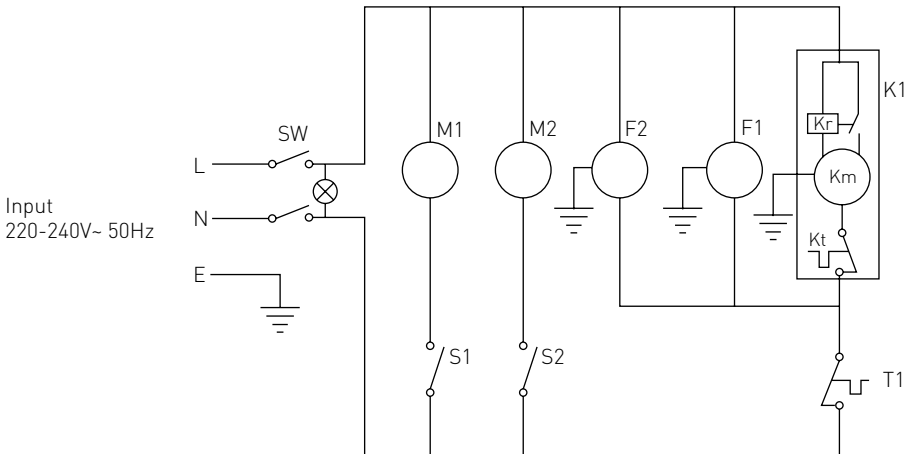 K1
Kr
M1
M2
F2
F1
SW
L
Km
Input
220-240V~ 50Hz
N
Kt
E
S1
S2
T1